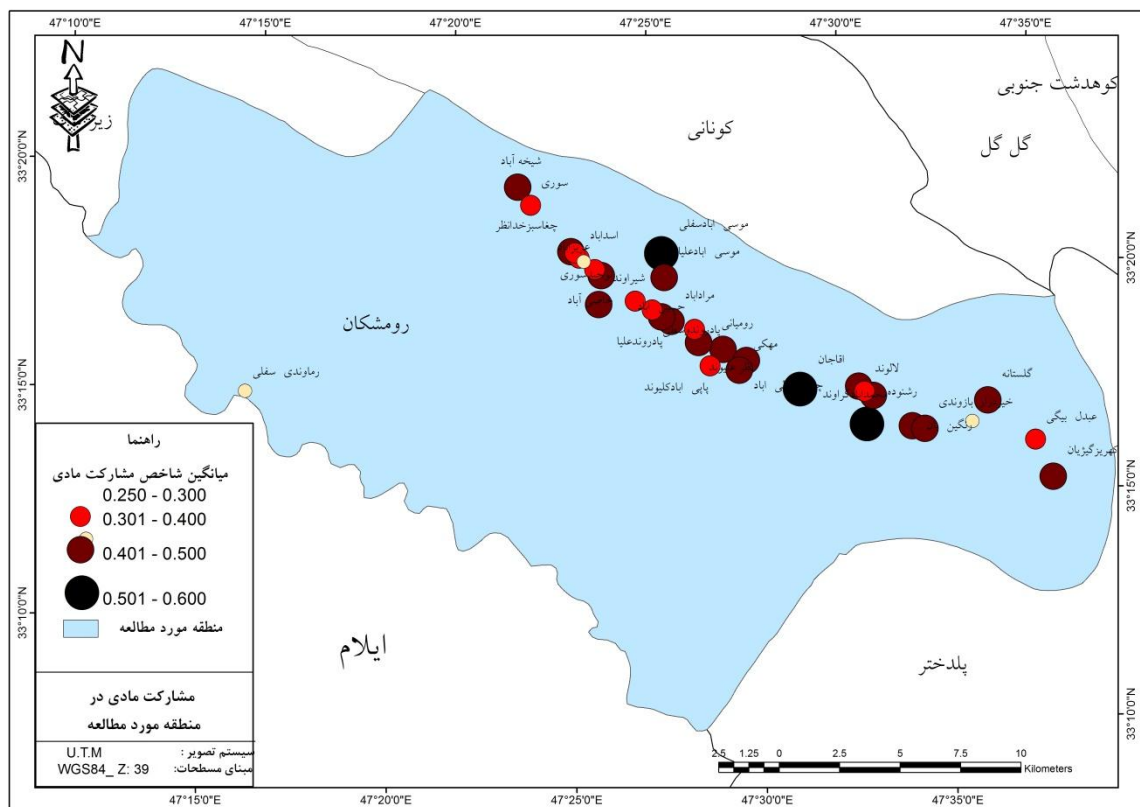 47°10'0"E
47°15'0"E
47°20'0"E
47°25'0"E
47°30'0"E
47°35'0"E
N
کوهدشت جنوبی
کونانی
گل گل
33°20'0"N
33°20'0"N
شیخه آباد
سوری
چغاسبزخدانظر
موسی ابادسفلی
اسداباد
موسی ابادعلیا
شیراوند
سوری
آباد
مراداباد
رومیانی
پادروندعلیا
رومشکان
مهکی
اقاجان
لالوند
گلستانه
رماوندی سفلی
پاپی ابادکلیوند
اباد
رشنوده
بازوندی
عبدل بیگی
رنگین
کهریزگیژیان
33°15'0"N
33°15'0"N
راهنما
میانگین شاخص مشارکت مادی
0.250 - 0.300
0.301 - 0.400
0.401 - 0.500
0.501 - 0.600
منطقه مورد مطالعه
33°10'0"N
33°10'0"N
ایلام
پلدختر
مشارکت مادی در
منطقه مورد مطالعه
سیستم تصویر : U.T.M
مبنای مسطحات: WGS84_ Z: 39
2.5 1.25 0 2.5 5 7.5 10
Kilometers
47°15'0"E
47°20'0"E
47°25'0"E
47°30'0"E
47°35'0"E